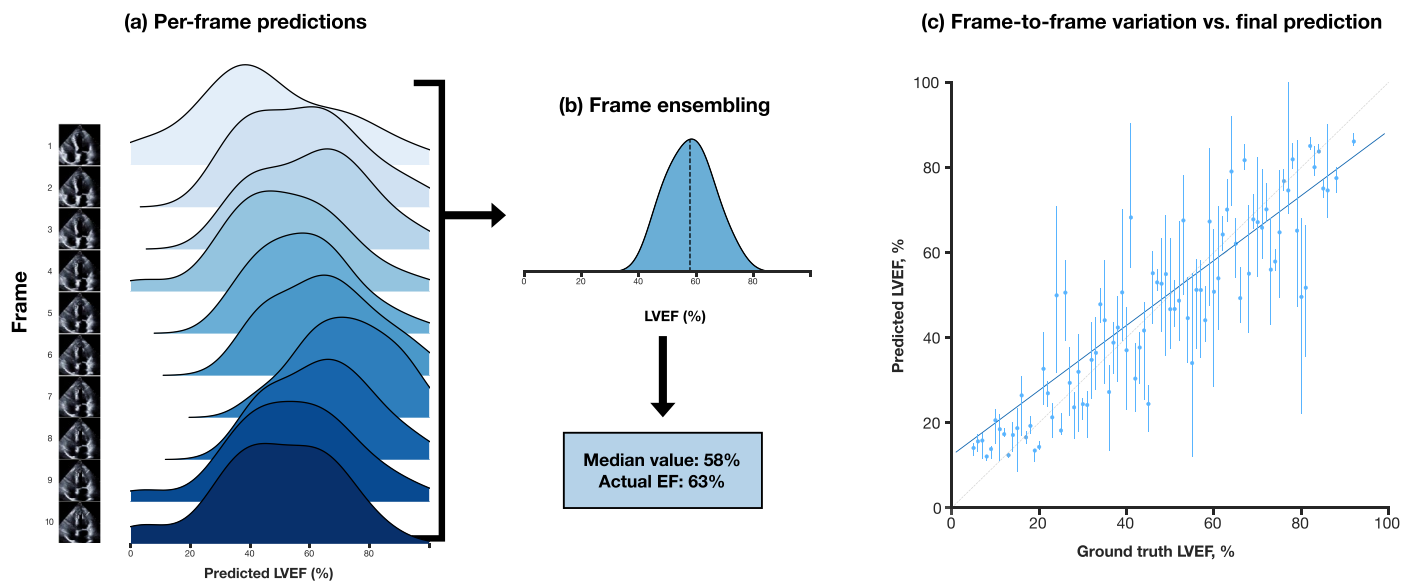 (a) Per-frame predictions
Frame
1
2
3
4
5
6
7
8
9
10
0 20 40 60 80
Predicted LVEF (%)
(b) Frame ensembling
0 20 40 60 80
LVEF (%)
Median value: 58%
Actual EF: 63%
(c) Frame-to-frame variation vs. final prediction
Predicted LVEF, %
100
80
60
40
20
0
0 20 40 60 80 100
Ground truth LVEF, %